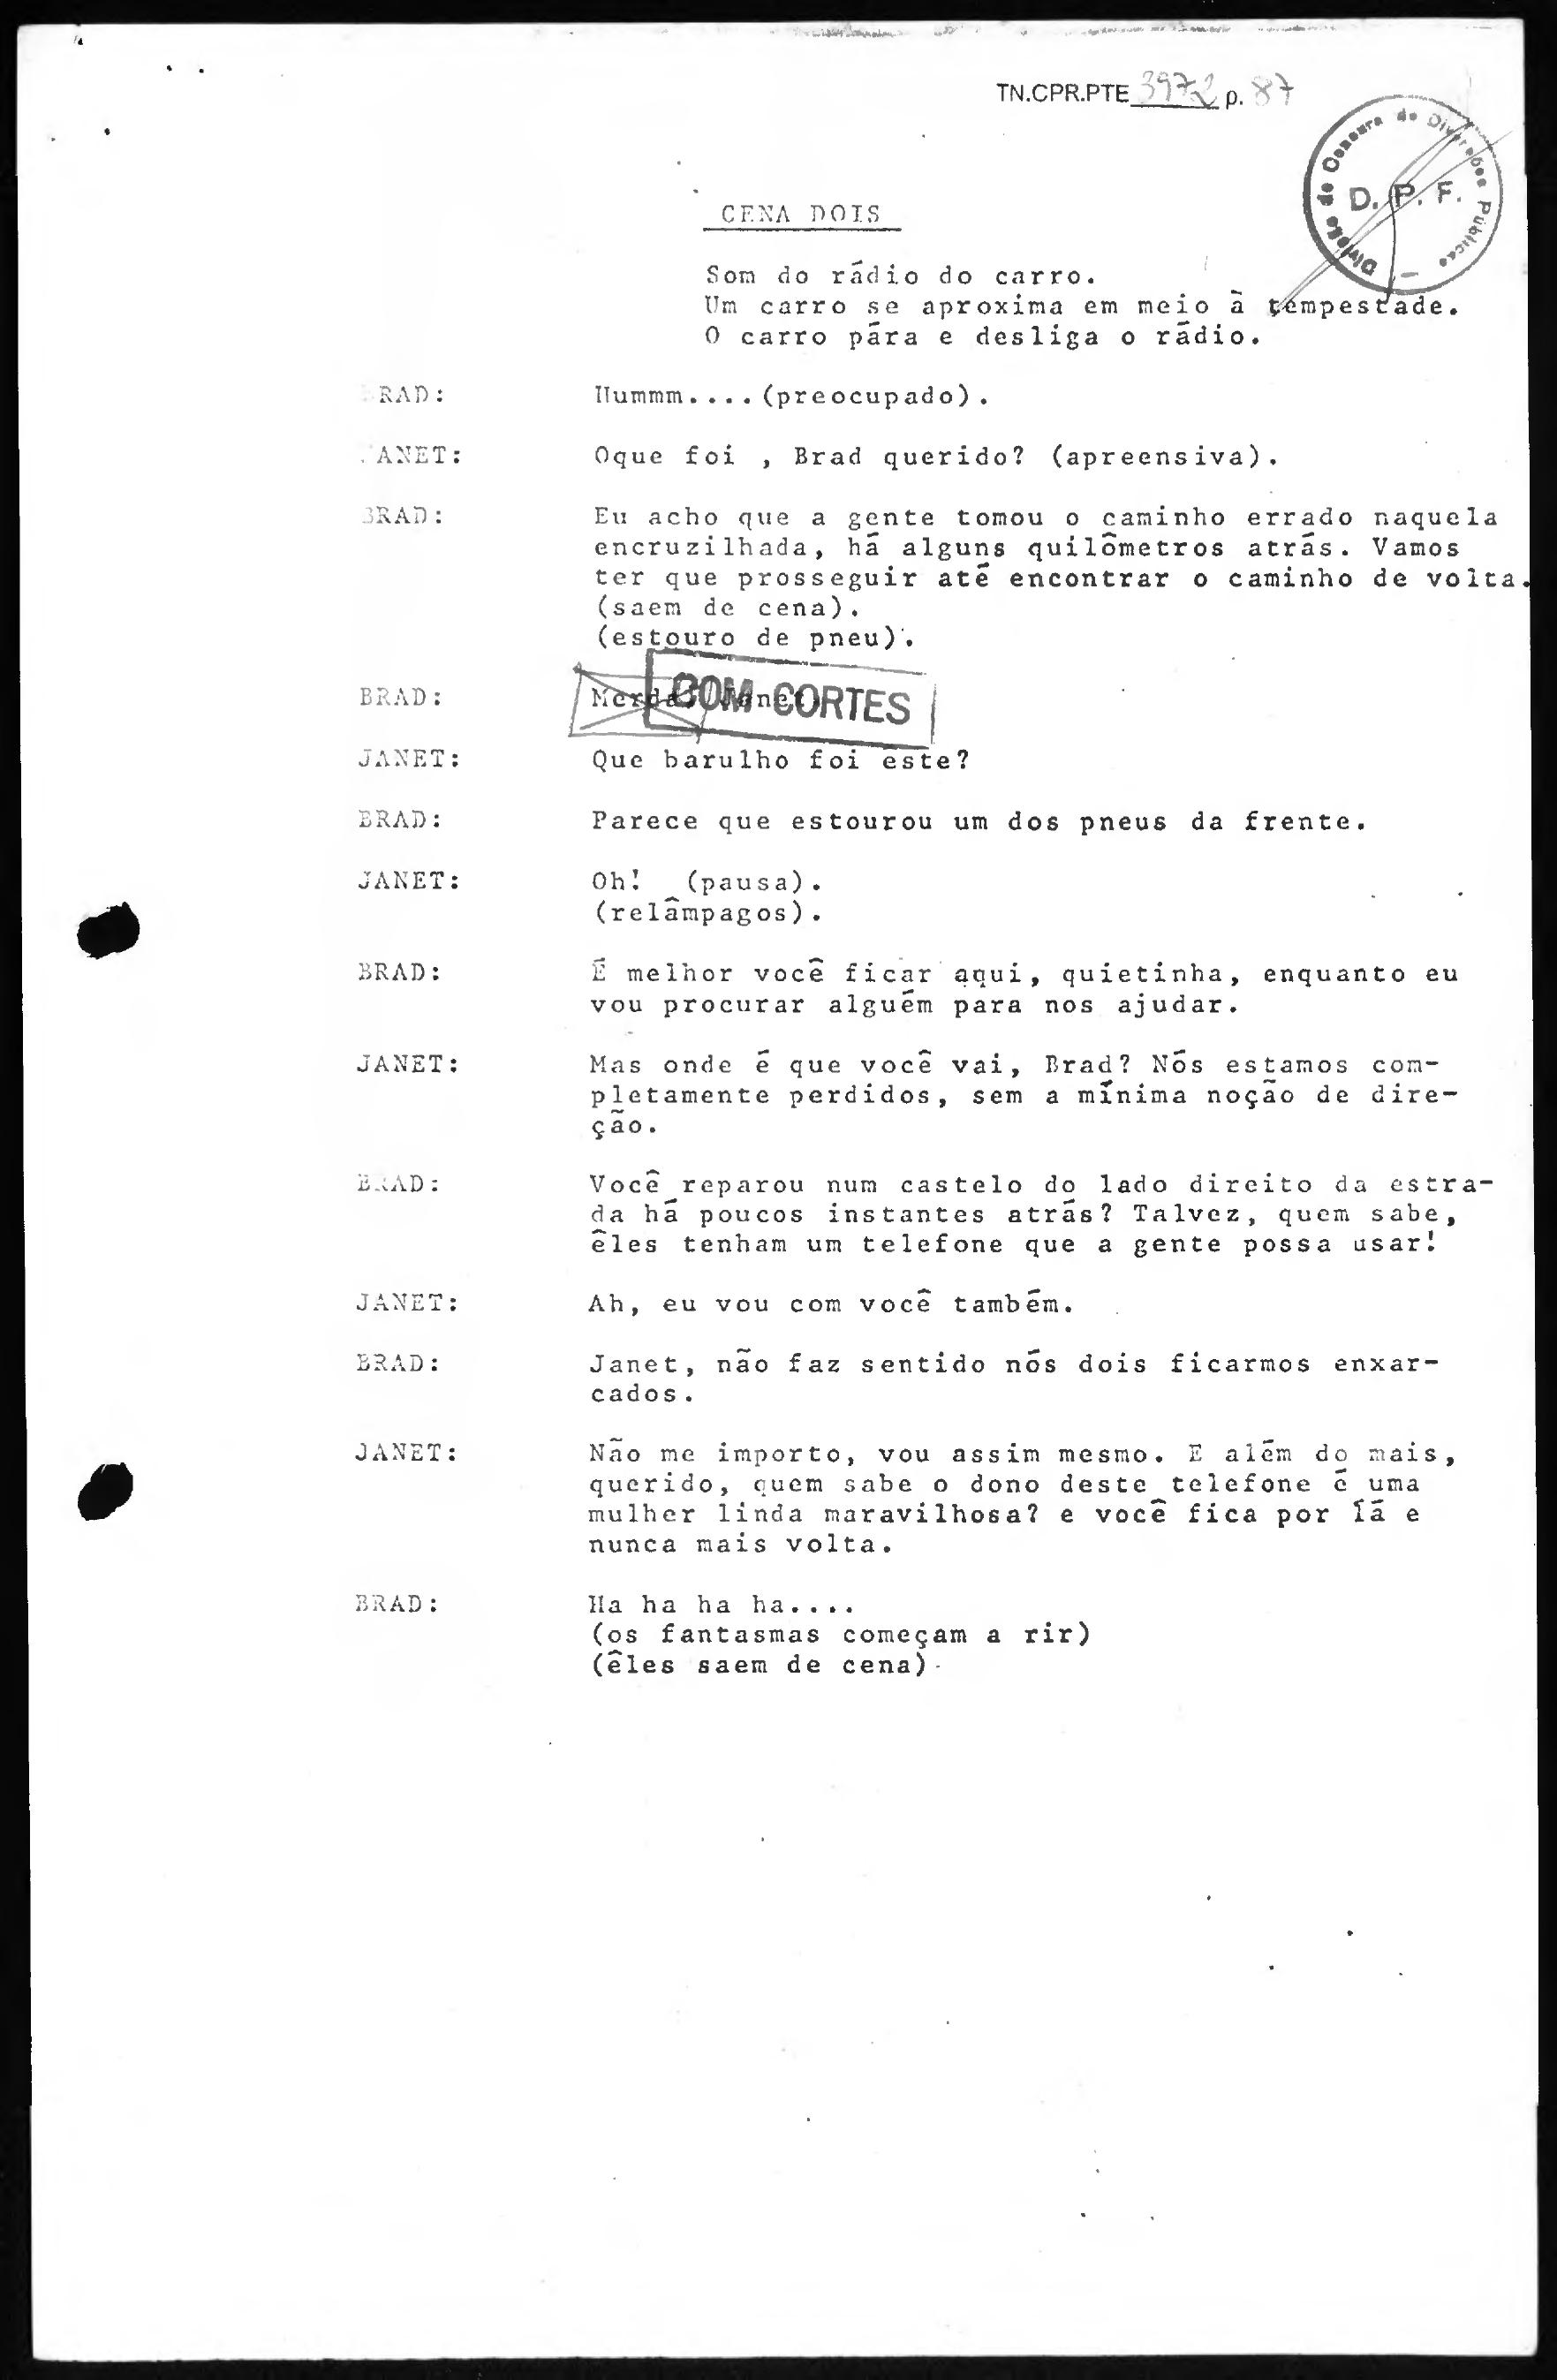 TN.CPR.PTE 3972 p. 87
Divisão de Censura de Diversões Públicas
D. P. F.
CENA DOIS
Som do rádio do carro.
Um carro se aproxima em meio à tempestade.
O carro pára e desliga o rádio.
BRAD: Hummm....(preocupado).
JANET: Oque foi , Brad querido? (apreensiva).
BRAD: Eu acho que a gente tomou o caminho errado naquela
encruzilhada, há alguns quilômetros atrás. Vamos
ter que prosseguir até encontrar o caminho de volta.
(saem de cena).
(estouro de pneu).
BRAD: Merda! Janet
COM CORTES
JANET: Que barulho foi este?
BRAD: Parece que estourou um dos pneus da frente.
JANET: Oh! (pausa).
(relâmpagos).
BRAD: É melhor você ficar aqui, quietinha, enquanto eu
vou procurar alguém para nos ajudar.
JANET: Mas onde é que você vai, Brad? Nós estamos com-
pletamente perdidos, sem a mínima noção de dire-
ção.
BRAD: Você reparou num castelo do lado direito da estra-
da há poucos instantes atrás? Talvez, quem sabe,
êles tenham um telefone que a gente possa usar!
JANET: Ah, eu vou com você também.
BRAD: Janet, não faz sentido nós dois ficarmos enxar-
cados.
JANET: Não me importo, vou assim mesmo. E além do mais,
querido, quem sabe o dono deste telefone é uma
mulher linda maravilhosa? e você fica por lá e
nunca mais volta.
BRAD: Ha ha ha ha....
(os fantasmas começam a rir)
(êles saem de cena)